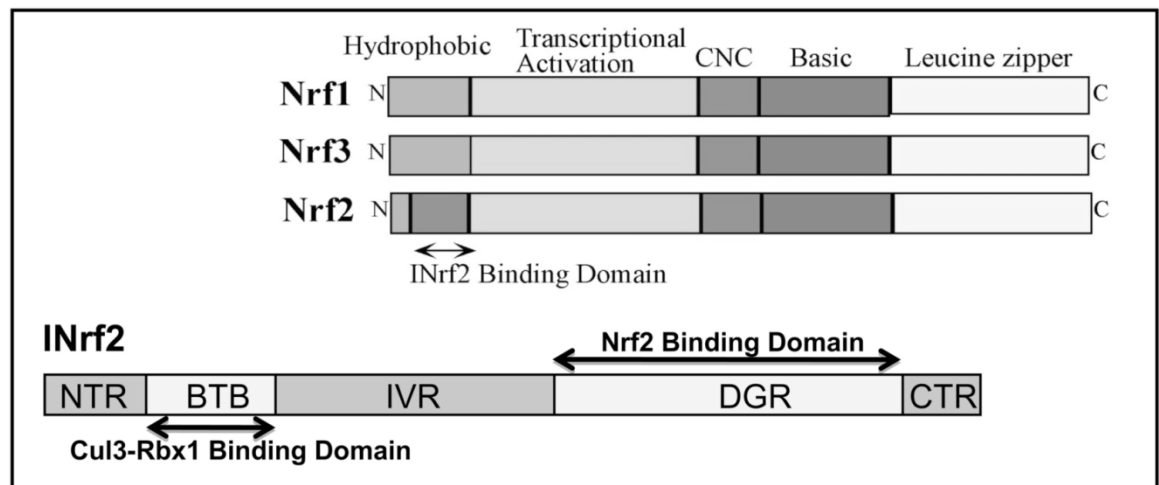 Hydrophobic Transcriptional Activation CNC Basic Leucine zipper
Nrf1 N C
Nrf3 N C
Nrf2 N C
INrf2 Binding Domain
INrf2
Nrf2 Binding Domain
NTR BTB IVR DGR CTR
Cul3-Rbx1 Binding Domain